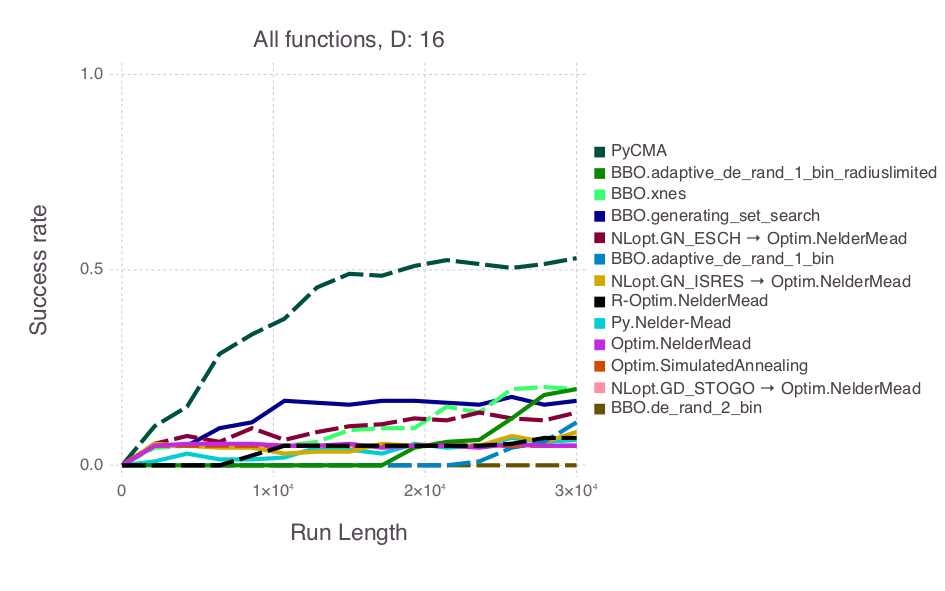 All functions, D: 16
Success rate
1.0
0.5
0.0
0
1×10⁴
2×10⁴
3×10⁴
Run Length
PyCMA
BBO.adaptive_de_rand_1_bin_radiuslimited
BBO.xnes
BBO.generating_set_search
NLopt.GN_ESCH → Optim.NelderMead
BBO.adaptive_de_rand_1_bin
NLopt.GN_ISRES → Optim.NelderMead
R-Optim.NelderMead
Py.Nelder-Mead
Optim.NelderMead
Optim.SimulatedAnnealing
NLopt.GD_STOGO → Optim.NelderMead
BBO.de_rand_2_bin